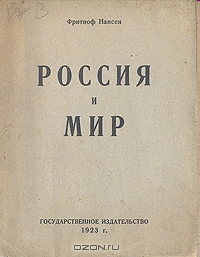 Фритиоф Нансен
РОССИЯ
и
МИР
ГОСУДАРСТВЕННОЕ ИЗДАТЕЛЬСТВО
1923 г.
OZON.ru